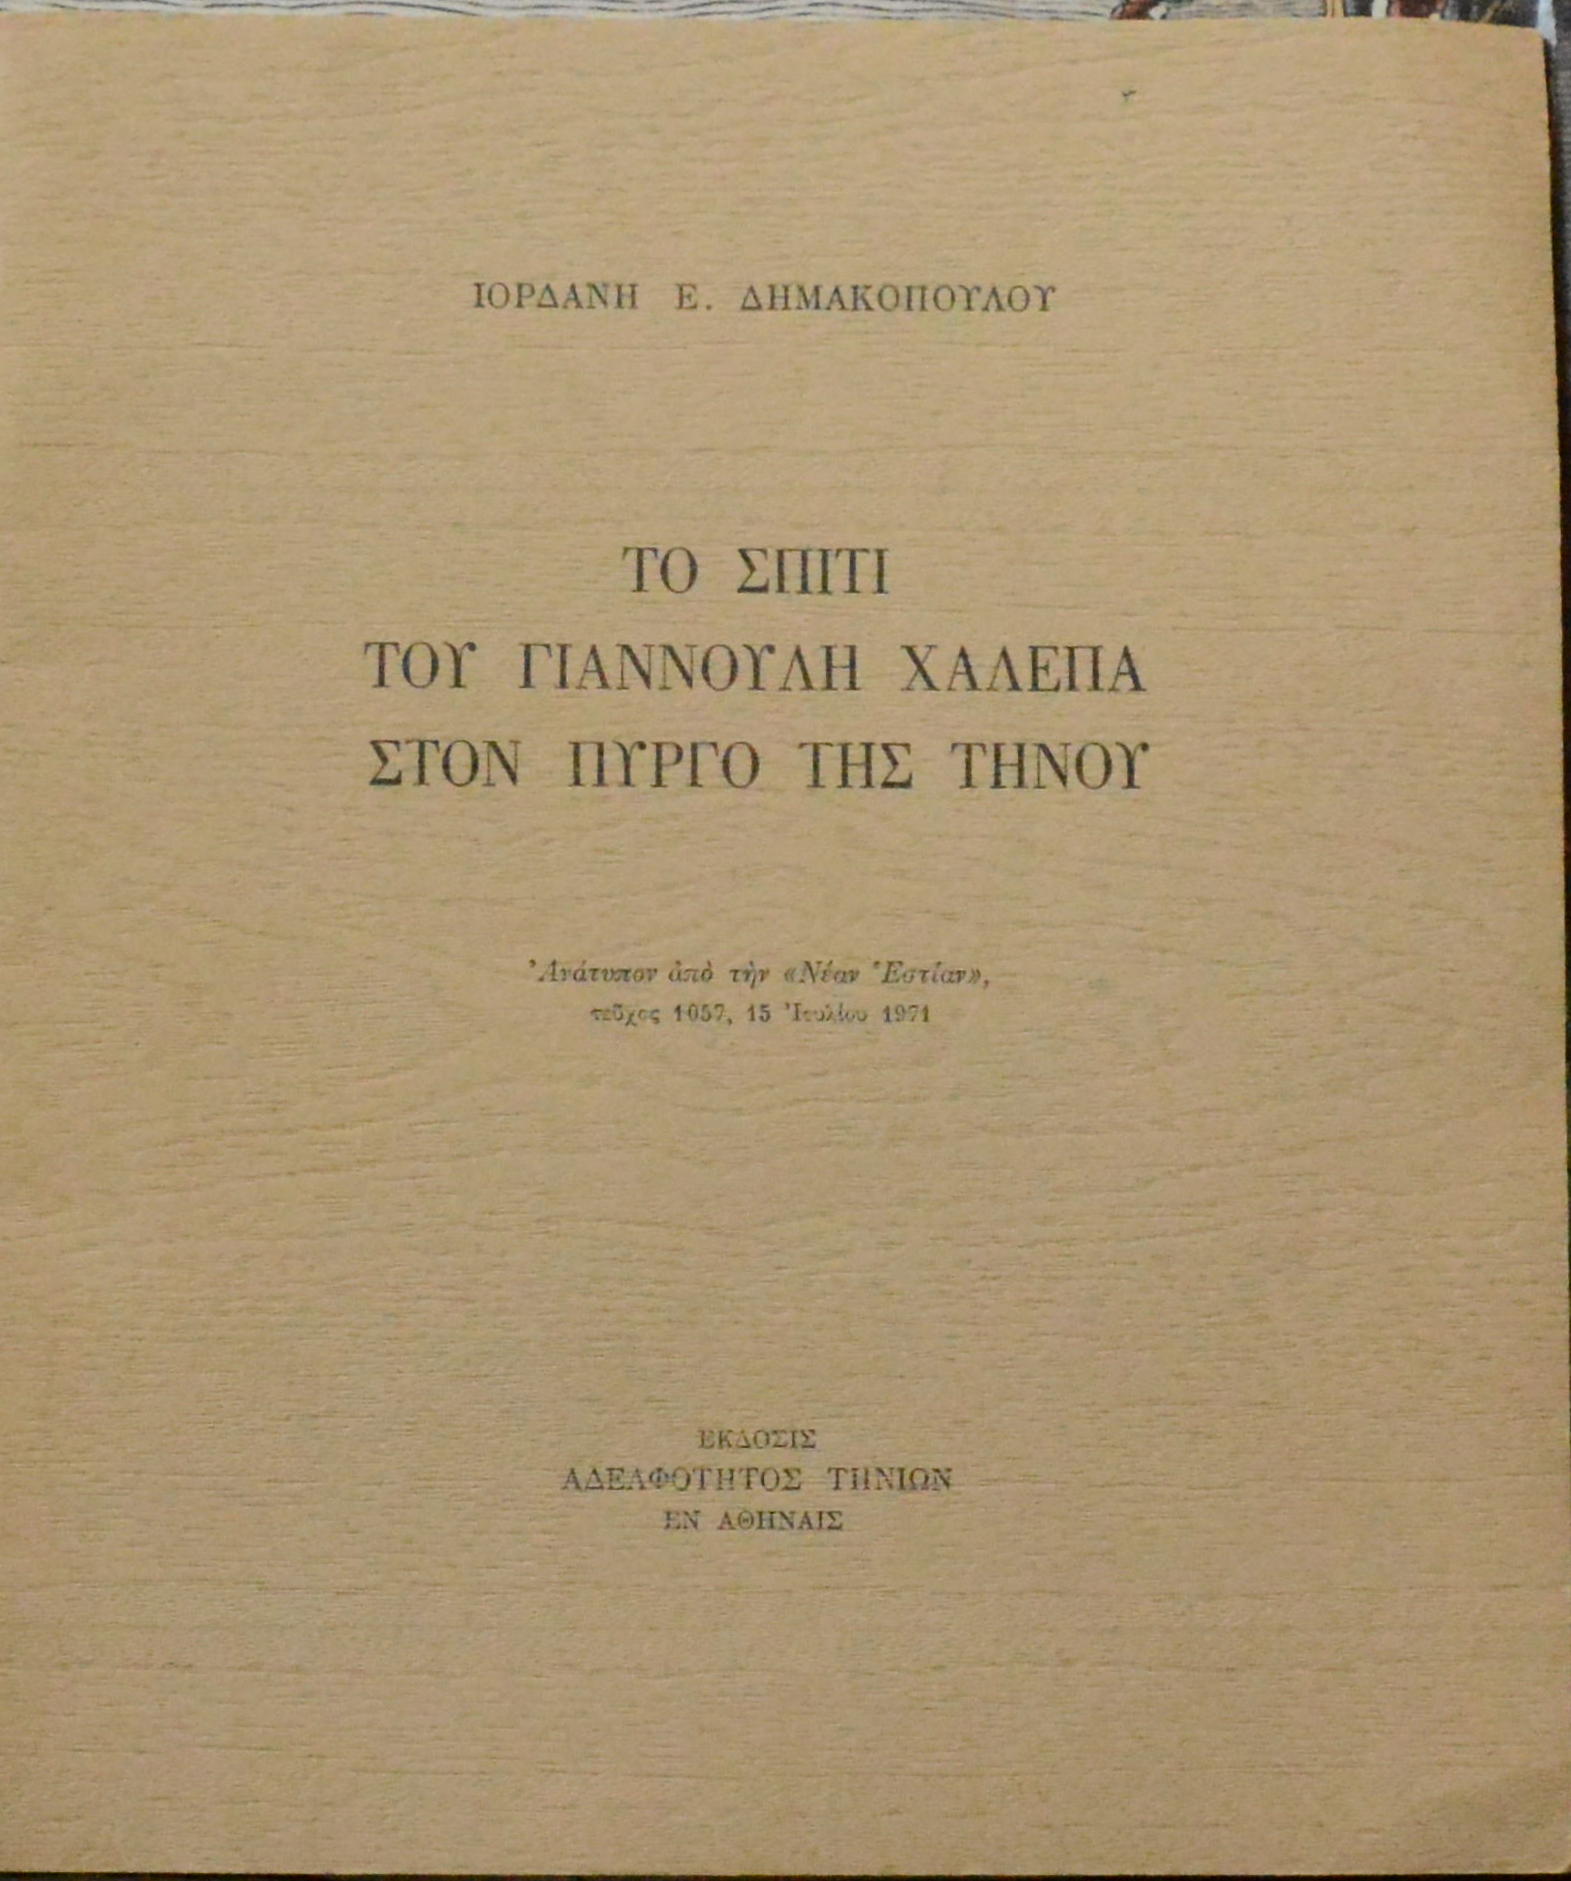 ΙΟΡΔΑΝΗ Ε. ΔΗΜΑΚΟΠΟΥΛΟΥ
ΤΟ ΣΠΙΤΙ
ΤΟΥ ΓΙΑΝΝΟΥΛΗ ΧΑΛΕΠΑ
ΣΤΟΝ ΠΥΡΓΟ ΤΗΣ ΤΗΝΟΥ
Ἀνάτυπον ἀπὸ τὴν «Νέαν Ἑστίαν»,
τεῦχος 1057, 15 Ἰουλίου 1971
ΕΚΔΟΣΙΣ
ΑΔΕΛΦΟΤΗΤΟΣ ΤΗΝΙΩΝ
ΕΝ ΑΘΗΝΑΙΣ